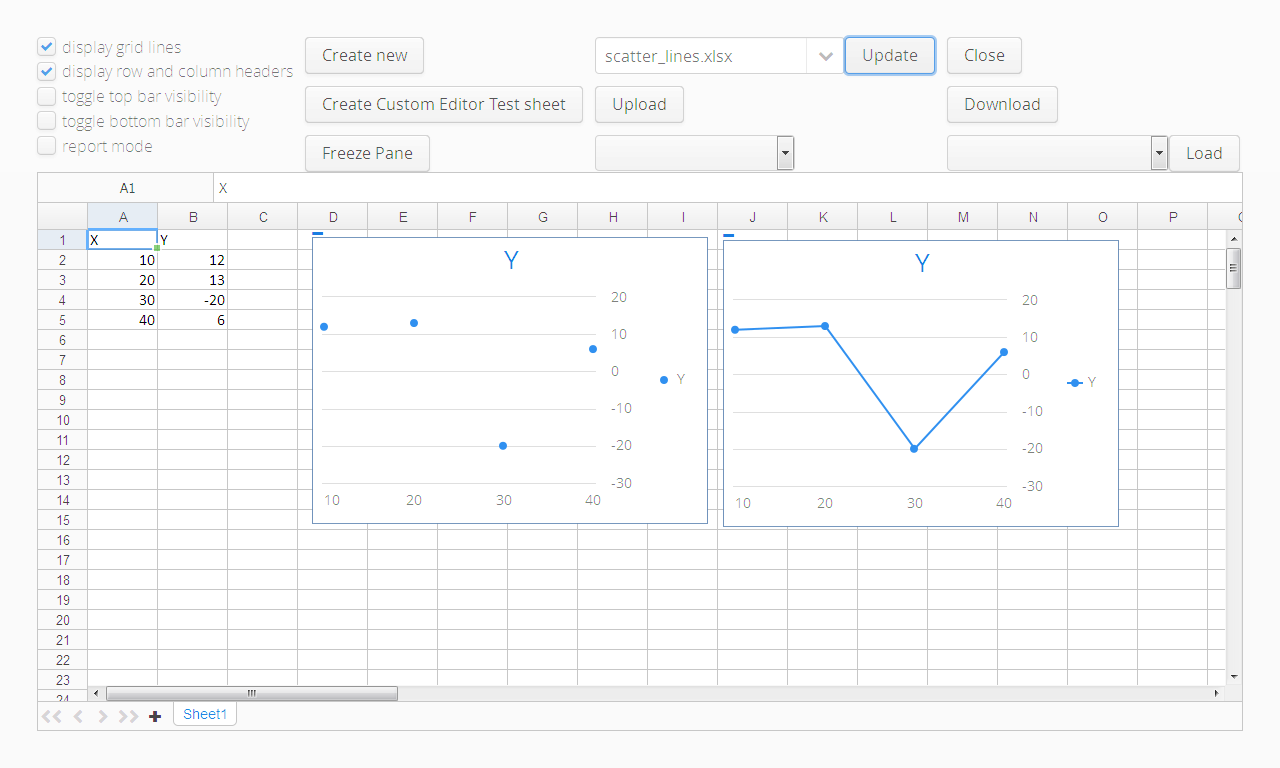 display grid lines
display row and column headers
toggle top bar visibility
toggle bottom bar visibility
report mode
Create new
scatter_lines.xlsx
Update
Close
Create Custom Editor Test sheet
Upload
Download
Freeze Pane
Load
A1 X
A B C D E F G H I J K L M N O P
1 X Y
2 10 12
3 20 13
4 30 -20
5 40 6
6
7
8
9
10
11
12
13
14
15
16
17
18
19
20
21
22
23
24
Y
20
10
0
-10
-20
-30
10 20 30 40
Y
Y
20
10
0
-10
-20
-30
10 20 30 40
Y
Sheet1